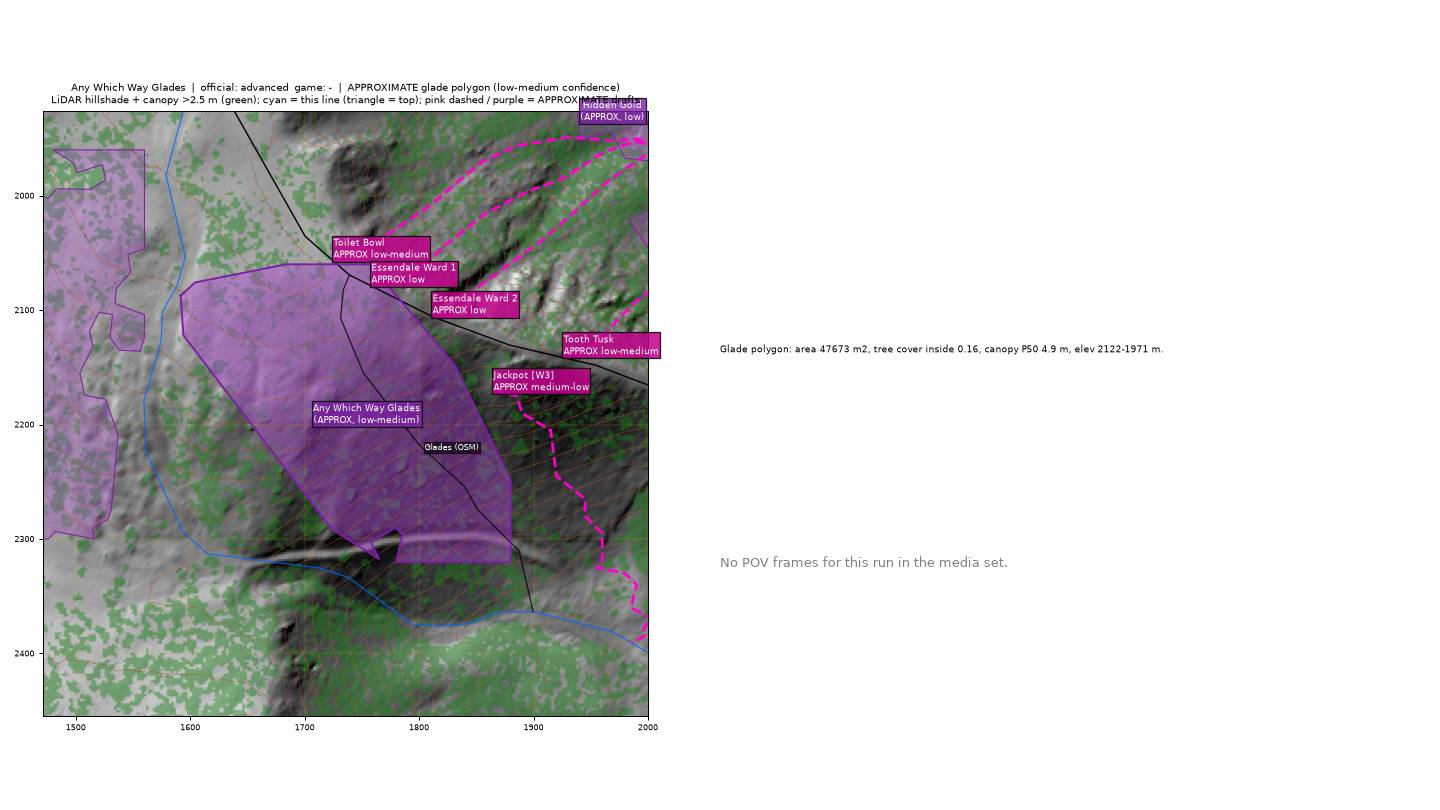 Any Which Way Glades | official: advanced game: - | APPROXIMATE glade polygon (low-medium confidence)
LiDAR hillshade + canopy >2.5 m (green); cyan = this line (triangle = top); pink dashed / purple = APPROXIMATE drafts
Hidden Gold
(APPROX, low)
Toilet Bowl
APPROX low-medium
Essendale Ward 1
APPROX low
Essendale Ward 2
APPROX low
Tooth Tusk
APPROX low-medium
Jackpot [W3]
APPROX medium-low
Any Which Way Glades
(APPROX, low-medium)
Glades (OSM)
2000
2100
2200
2300
2400
1500
1600
1700
1800
1900
2000
Glade polygon: area 47673 m2, tree cover inside 0.16, canopy P50 4.9 m, elev 2122-1971 m.
No POV frames for this run in the media set.